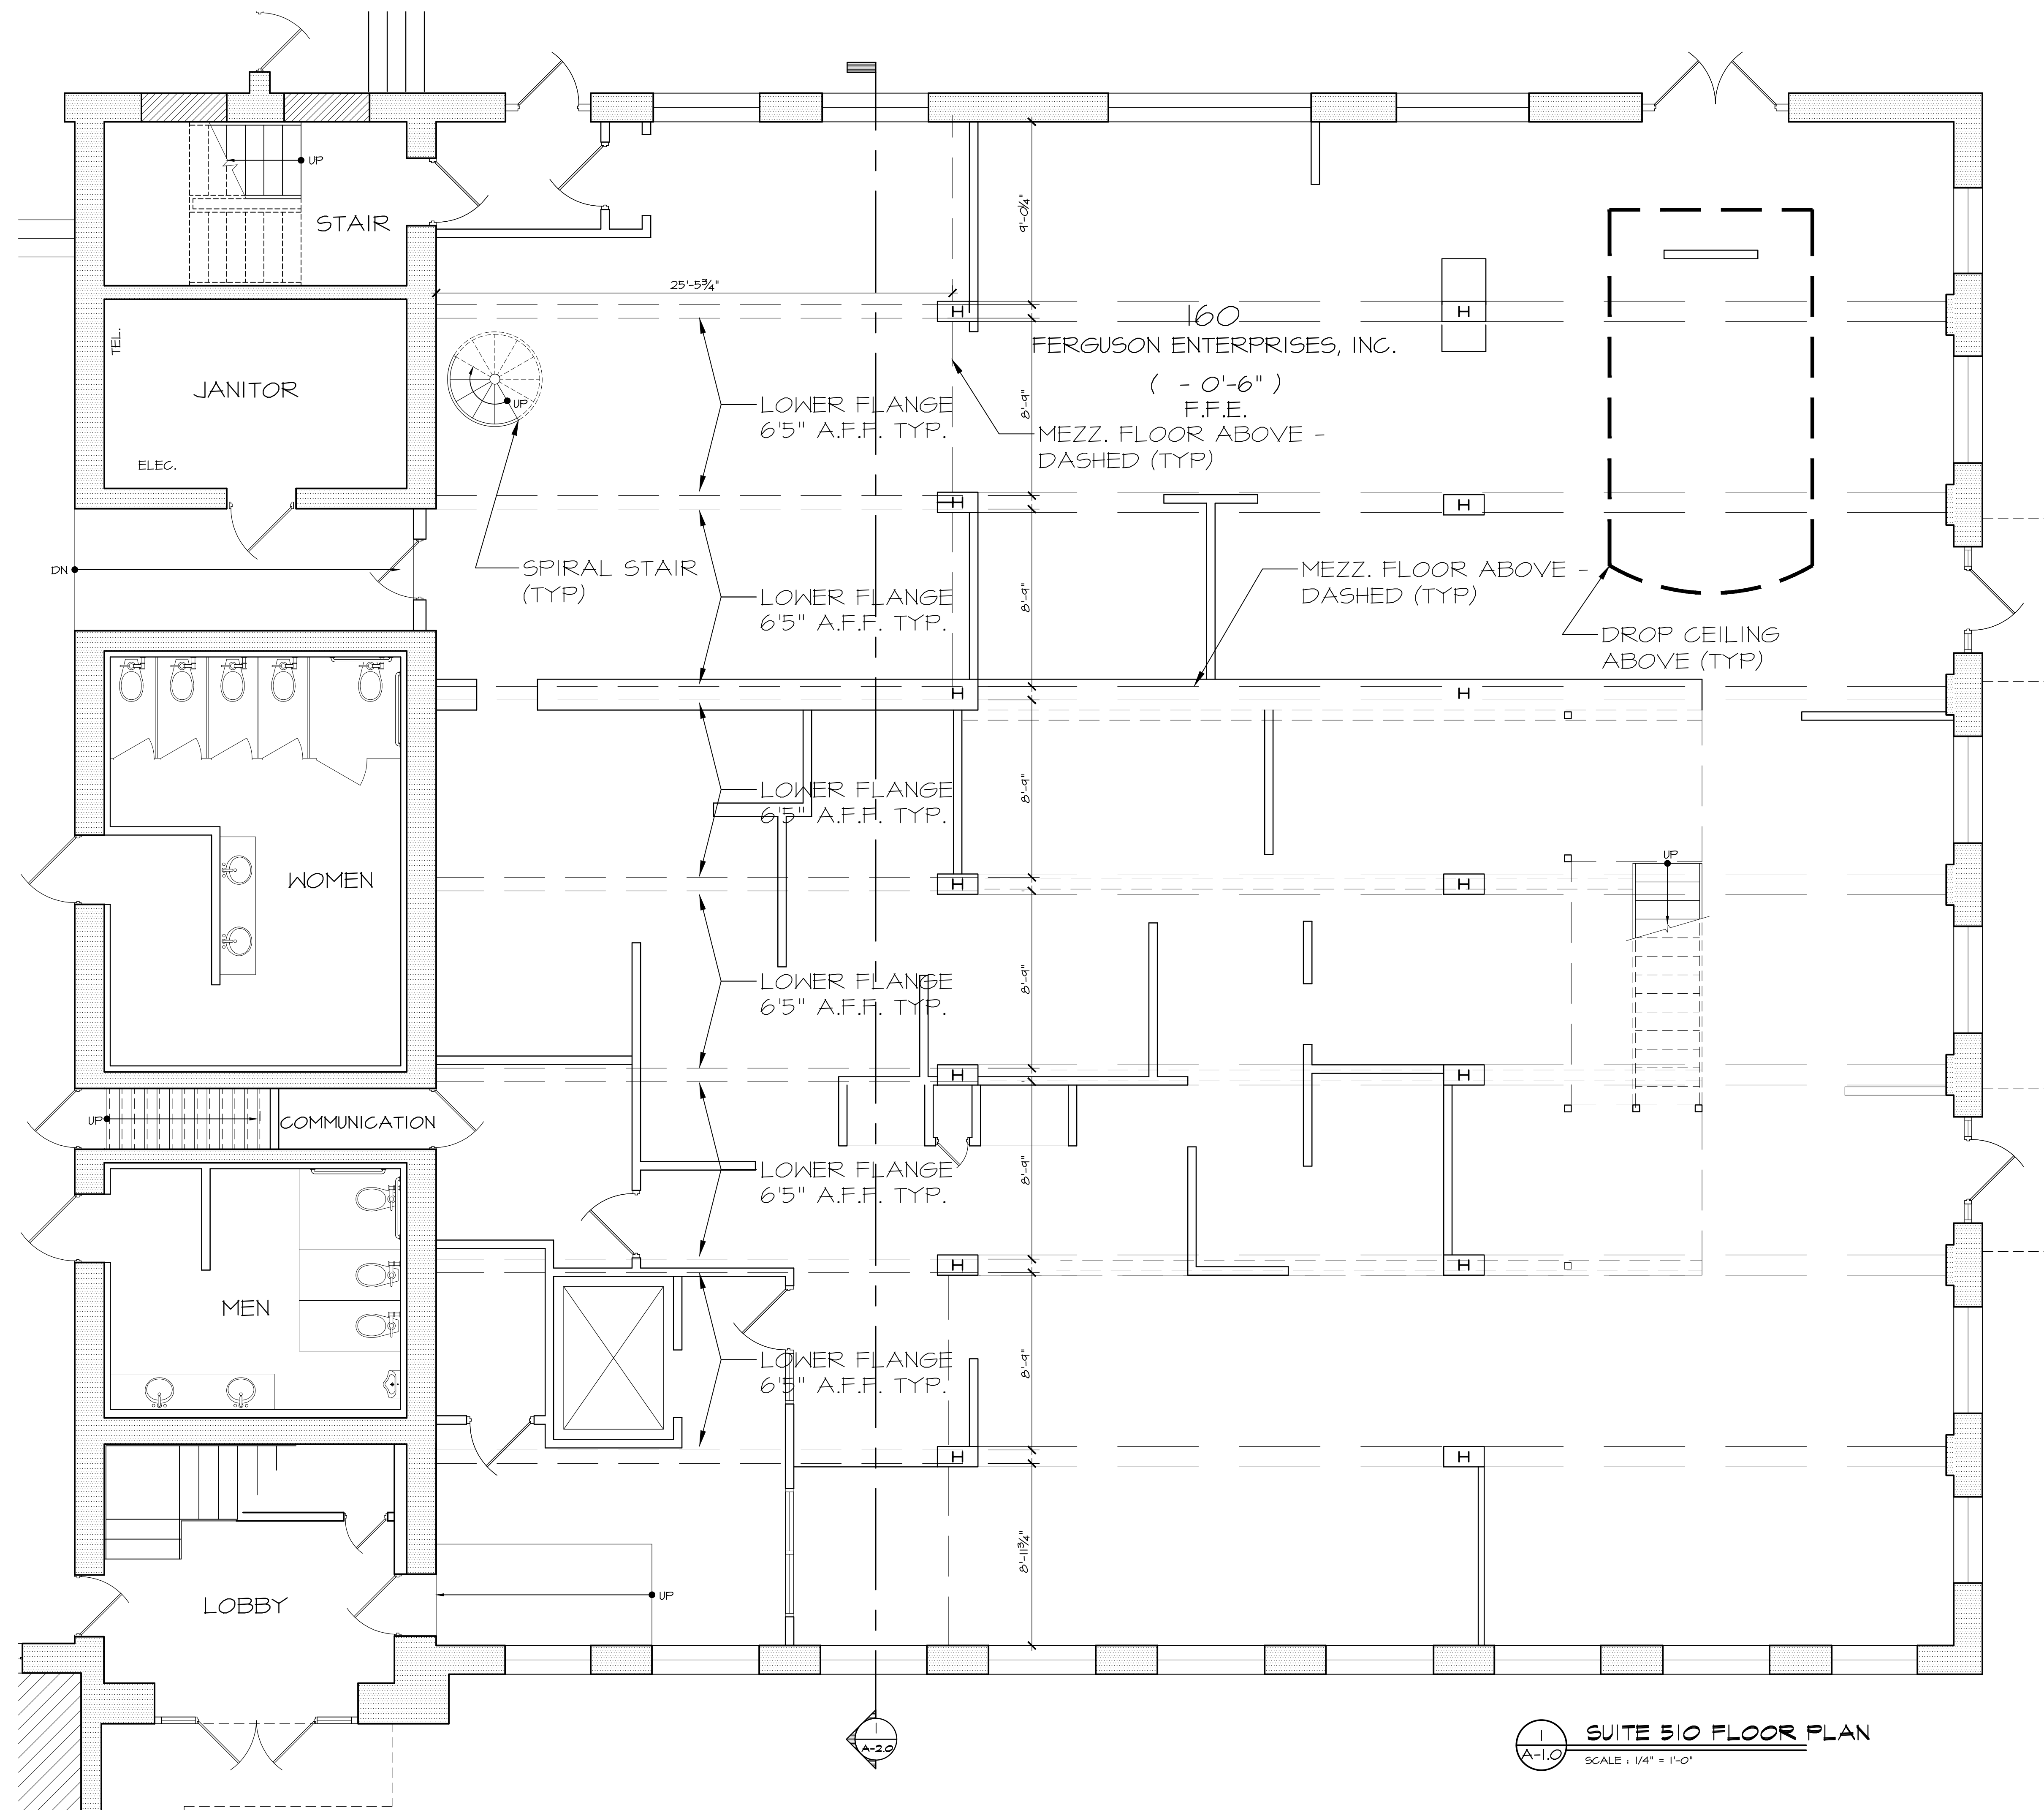 UP
STAIR
9'-0¼"
25'-5¾"
160
FERGUSON ENTERPRISES, INC.
( - 0'-6" )
F.F.E.
TEL.
JANITOR
ELEC.
UP
LOWER FLANGE
6'5" A.F.F. TYP.
8'-9"
MEZZ. FLOOR ABOVE -
DASHED (TYP)
DN
SPIRAL STAIR
(TYP)
LOWER FLANGE
6'5" A.F.F. TYP.
8'-9"
MEZZ. FLOOR ABOVE -
DASHED (TYP)
DROP CEILING
ABOVE (TYP)
LOWER FLANGE
6'5" A.F.F. TYP.
8'-9"
WOMEN
UP
LOWER FLANGE
6'5" A.F.F. TYP.
8'-9"
UP
COMMUNICATION
LOWER FLANGE
6'5" A.F.F. TYP.
8'-9"
MEN
LOWER FLANGE
6'5" A.F.F. TYP.
8'-9"
8'-11¾"
LOBBY
UP
1
A-2.0
1
A-1.0
SUITE 510 FLOOR PLAN
SCALE : 1/4" = 1'-0"